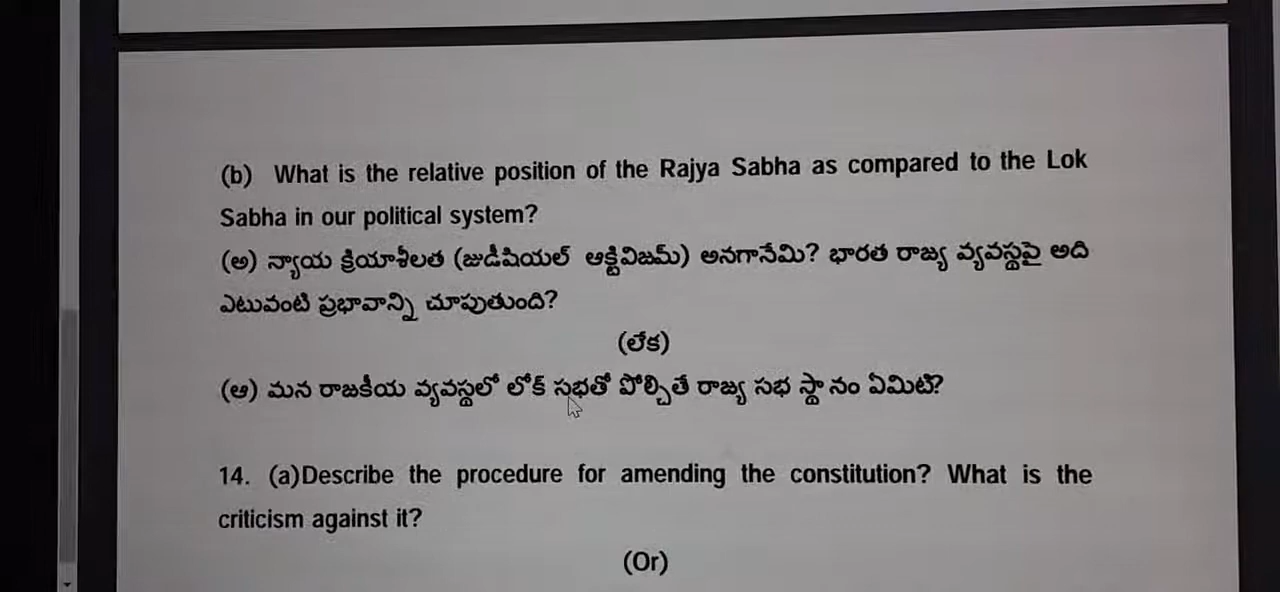 (b) What is the relative position of the Rajya Sabha as compared to the Lok
Sabha in our political system?
(అ) న్యాయ క్రియాశీలత (జుడీషియల్ ఆక్టివిజమ్) అనగానేమి? భారత రాజ్య వ్యవస్థపై అది
ఎటువంటి ప్రభావాన్ని చూపుతుంది?
(లేక)
(ఆ) మన రాజకీయ వ్యవస్థలో లోక్ సభతో పోల్చితే రాజ్య సభ స్థా నం ఏమిటి?
14. (a)Describe the procedure for amending the constitution? What is the
criticism against it?
(Or)